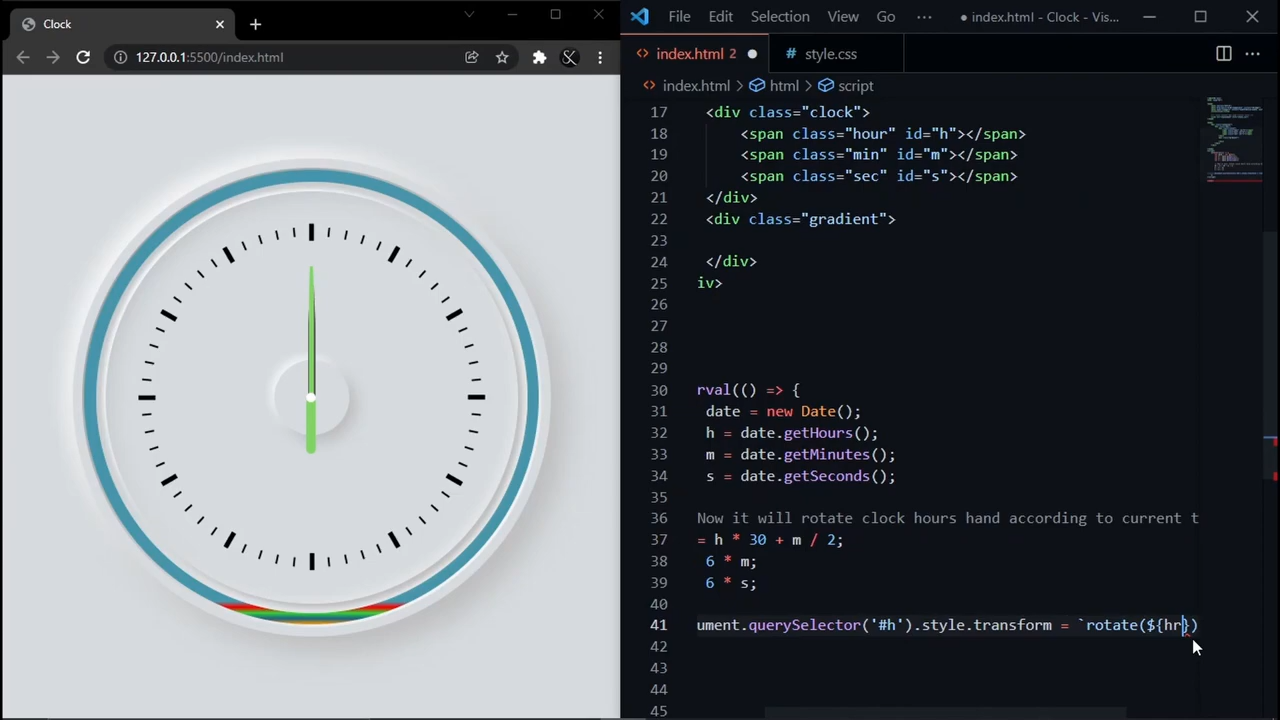 Clock
127.0.0.1:5500/index.html
File Edit Selection View Go ··· ● index.html - Clock - Vis...
<> index.html 2 ●
# style.css
<> index.html > html > script
17 <div class="clock">
18 <span class="hour" id="h"></span>
19 <span class="min" id="m"></span>
20 <span class="sec" id="s"></span>
21 </div>
22 <div class="gradient">
23
24 </div>
25 iv>
26
27
28
29
30 rval(() => {
31 date = new Date();
32 h = date.getHours();
33 m = date.getMinutes();
34 s = date.getSeconds();
35
36 Now it will rotate clock hours hand according to current t
37 = h * 30 + m / 2;
38 6 * m;
39 6 * s;
40
41 ument.querySelector('#h').style.transform = `rotate(${hr})
42
43
44
45